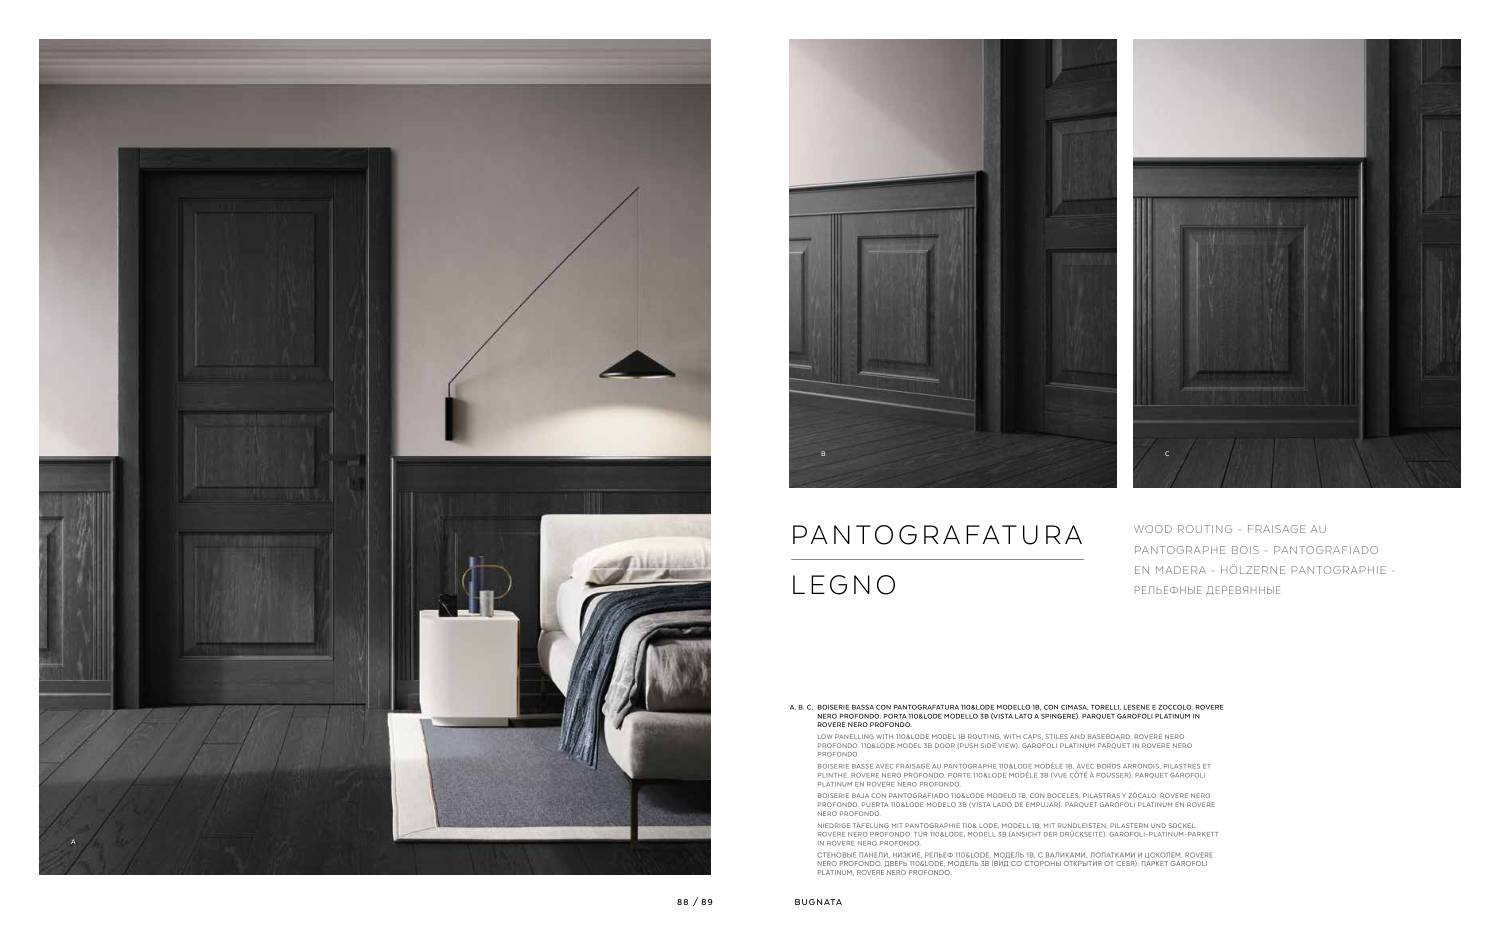 B
C
PANTOGRAFATURA
LEGNO
WOOD ROUTING - FRAISAGE AU
PANTOGRAPHE BOIS - PANTOGRAFIADO
EN MADERA - HÖLZERNE PANTOGRAPHIE -
РЕЛЬЕФНЫЕ ДЕРЕВЯННЫЕ
A. B. C. BOISERIE BASSA CON PANTOGRAFATURA 110&LODE MODELLO 1B, CON CIMASA, TORELLI, LESENE E ZOCCOLO. ROVERE
NERO PROFONDO. PORTA 110&LODE MODELLO 3B (VISTA LATO A SPINGERE). PARQUET GAROFOLI PLATINUM IN
ROVERE NERO PROFONDO.
LOW PANELLING WITH 110&LODE MODEL 1B ROUTING, WITH CAPS, STILES AND BASEBOARD. ROVERE NERO
PROFONDO. 110&LODE MODEL 3B DOOR (PUSH SIDE VIEW). GAROFOLI PLATINUM PARQUET IN ROVERE NERO
PROFONDO.
BOISERIE BASSE AVEC FRAISAGE AU PANTOGRAPHE 110&LODE MODÈLE 1B, AVEC BORDS ARRONDIS, PILASTRES ET
PLINTHE. ROVERE NERO PROFONDO. PORTE 110&LODE MODÈLE 3B (VUE CÔTÉ À POUSSER). PARQUET GAROFOLI
PLATINUM EN ROVERE NERO PROFONDO.
BOISERIE BAJA CON PANTOGRAFIADO 110&LODE MODELO 1B, CON BOCELES, PILASTRAS Y ZÓCALO. ROVERE NERO
PROFONDO. PUERTA 110&LODE MODELO 3B (VISTA LADO DE EMPUJAR). PARQUET GAROFOLI PLATINUM EN ROVERE
NERO PROFONDO.
NIEDRIGE TÄFELUNG MIT PANTOGRAPHIE 110& LODE, MODELL 1B, MIT RUNDLEISTEN, PILASTERN UND SOCKEL.
ROVERE NERO PROFONDO. TÜR 110&LODE, MODELL 3B (ANSICHT DER DRÜCKSEITE). GAROFOLI-PLATINUM-PARKETT
IN ROVERE NERO PROFONDO.
СТЕНОВЫЕ ПАНЕЛИ, НИЗКИЕ, РЕЛЬЕФ 110&LODE, МОДЕЛЬ 1B, С ВАЛИКАМИ, ЛОПАТКАМИ И ЦОКОЛЕМ. ROVERE
NERO PROFONDO. ДВЕРЬ 110&LODE, МОДЕЛЬ 3B (ВИД СО СТОРОНЫ ОТКРЫТИЯ ОТ СЕБЯ). ПАРКЕТ GAROFOLI
PLATINUM, ROVERE NERO PROFONDO.
A
88 / 89
BUGNATA